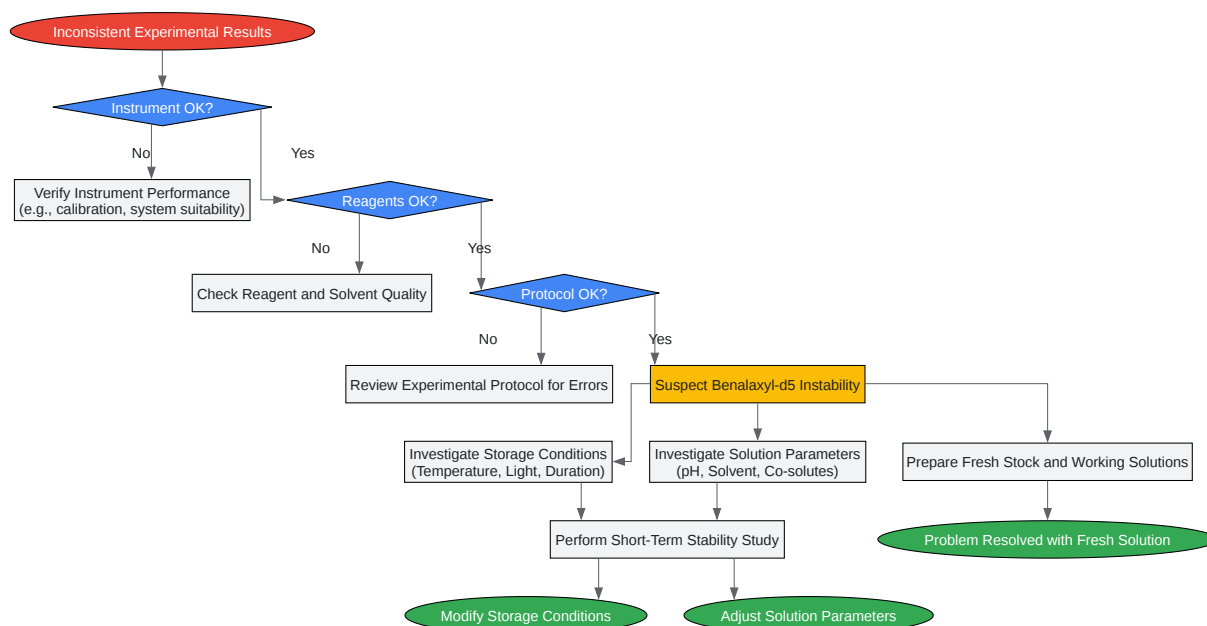 Inconsistent Experimental Results
Instrument OK?
No
Yes
Verify Instrument Performance
(e.g., calibration, system suitability)
Reagents OK?
No
Yes
Check Reagent and Solvent Quality
Protocol OK?
No
Yes
Review Experimental Protocol for Errors
Suspect Benalaxyl-d5 Instability
Investigate Storage Conditions
(Temperature, Light, Duration)
Investigate Solution Parameters
(pH, Solvent, Co-solutes)
Prepare Fresh Stock and Working Solutions
Perform Short-Term Stability Study
Problem Resolved with Fresh Solution
Modify Storage Conditions
Adjust Solution Parameters